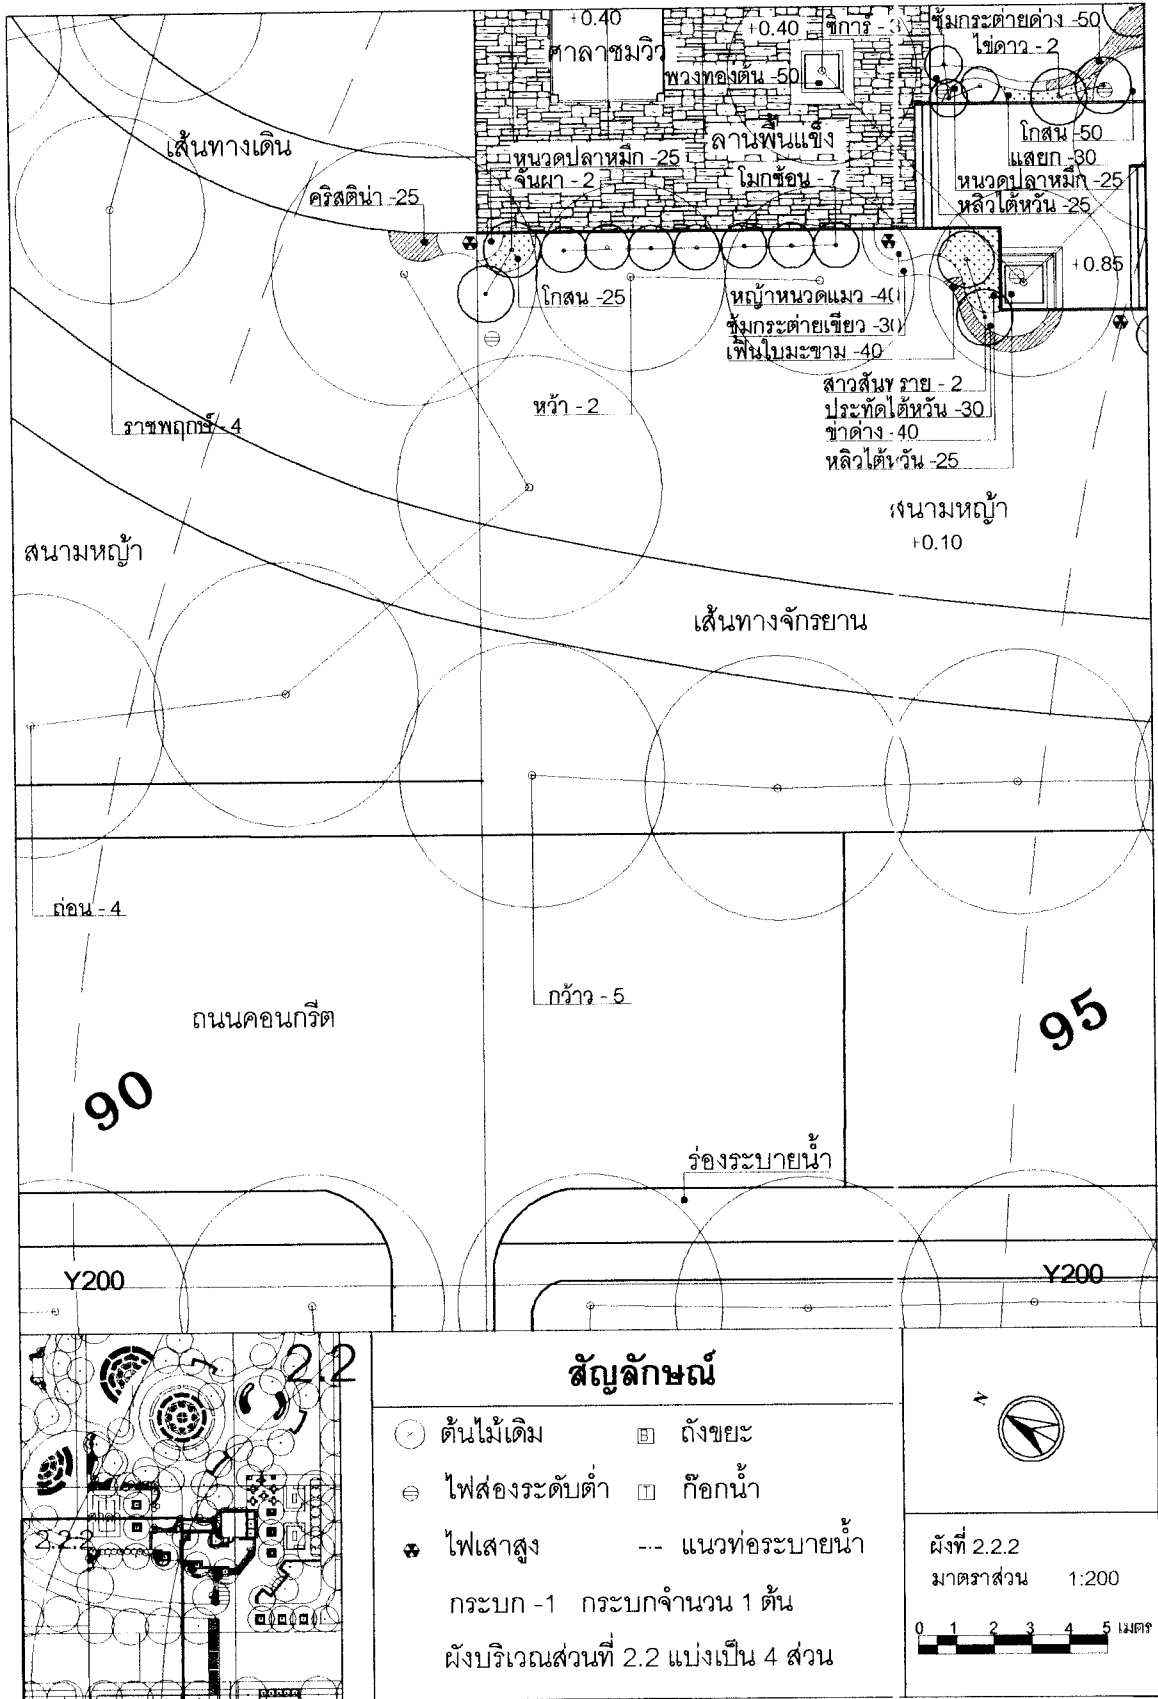 +0.40
ศาลาชมวิว
+0.40
ซิการ์ -
พวงทองต้น -50
ซุ้มกระต่ายด่าง -50
ไข่ดาว - 2
เส้นทางเดิน
ลานพื้นแข็ง
หนวดปลาหมึก -25
จันผา - 2
โมกซ้อน - 7
คริสติน่า -25
โกสน -50
แสยก -30
หนวดปลาหมึก -25
หลิวไต้หวัน -25
+0.85
โกสน -25
หญ้าหนวดแมว -40
ซุ้มกระต่ายเขียว -30
เฟินใบมะขาม -40
สาวสันทราย - 2
ประทัดไต้หวัน -30
ข่าด่าง -40
หลิวไต้หวัน -25
หว้า - 2
ราชพฤกษ์ - 4
สนามหญ้า
+0.10
สนามหญ้า
เส้นทางจักรยาน
ถ่อน - 4
กว้าว - 5
ถนนคอนกรีต
90
95
ร่องระบายน้ำ
Y200
Y200
2.2
2.2.2
สัญลักษณ์
ต้นไม้เดิม
B ถังขยะ
ไฟส่องระดับต่ำ
T ก๊อกน้ำ
ไฟเสาสูง
--- แนวท่อระบายน้ำ
กระบก -1 กระบกจำนวน 1 ต้น
ผังบริเวณส่วนที่ 2.2 แบ่งเป็น 4 ส่วน
N
ผังที่ 2.2.2
มาตราส่วน 1:200
0 1 2 3 4 5 เมตร